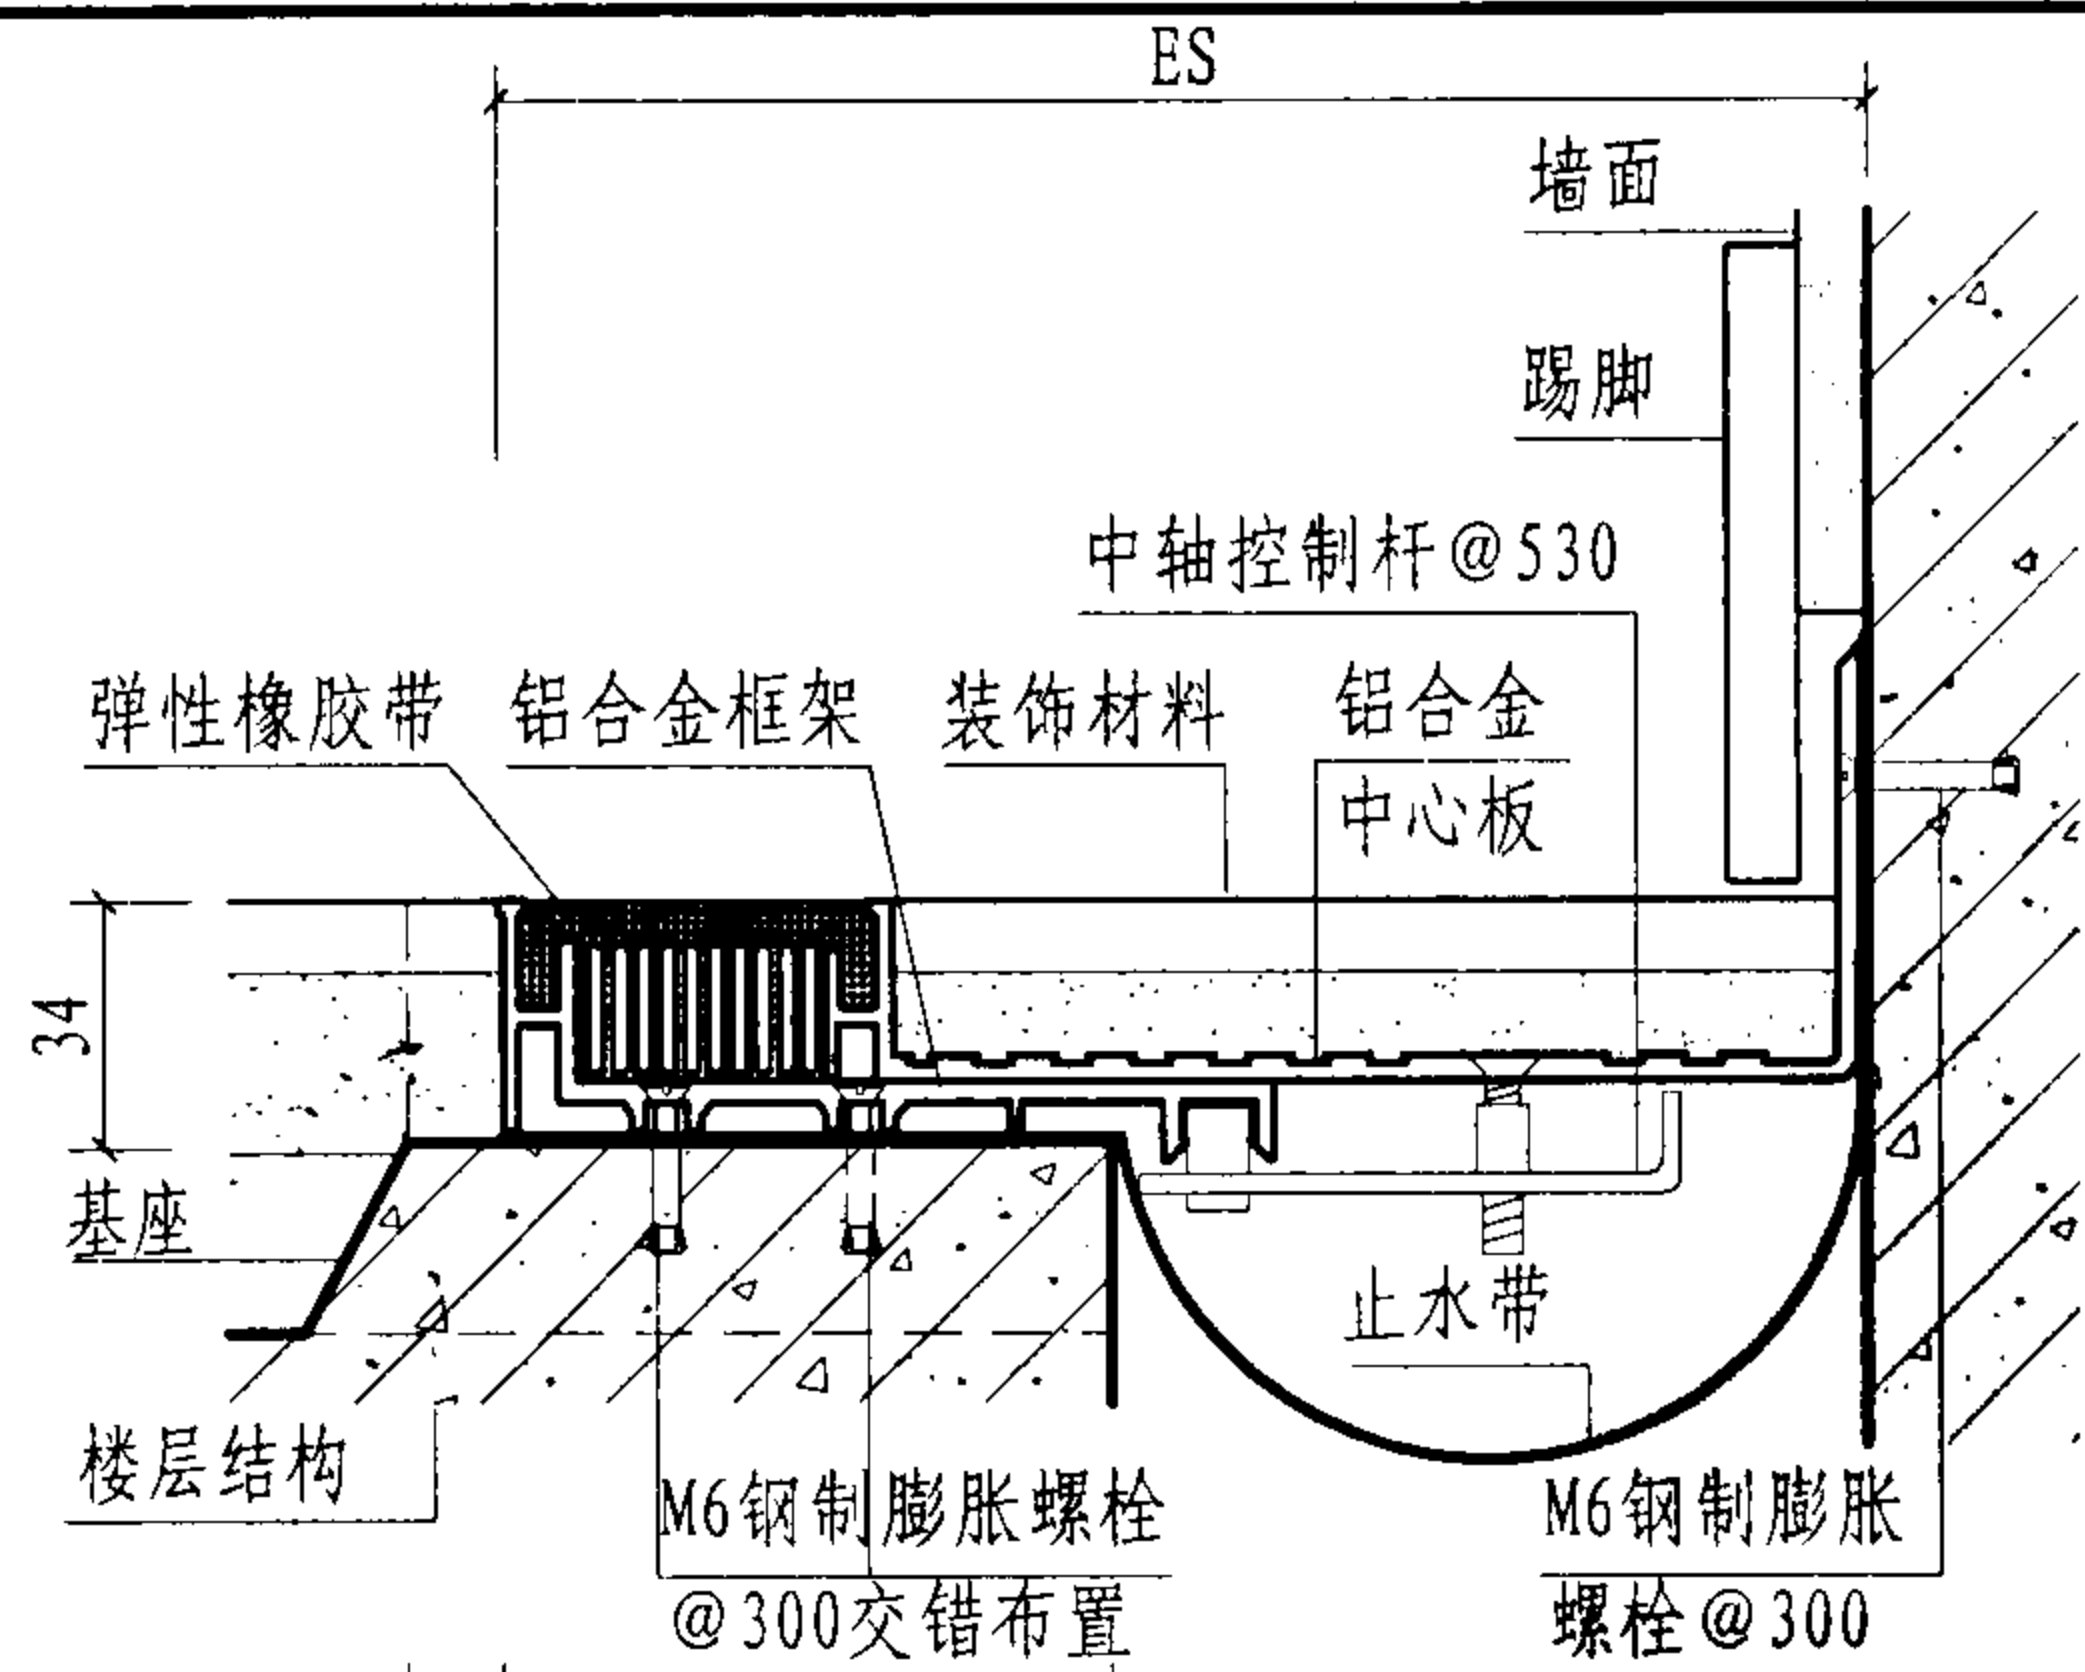 ES
墙面
踢脚
中轴控制杆@530
弹性橡胶带
铝合金框架
装饰材料
铝合金
中心板
34
基座
止水带
楼层结构
M6钢制膨胀螺栓
@300交错布置
M6钢制膨胀
螺栓@300